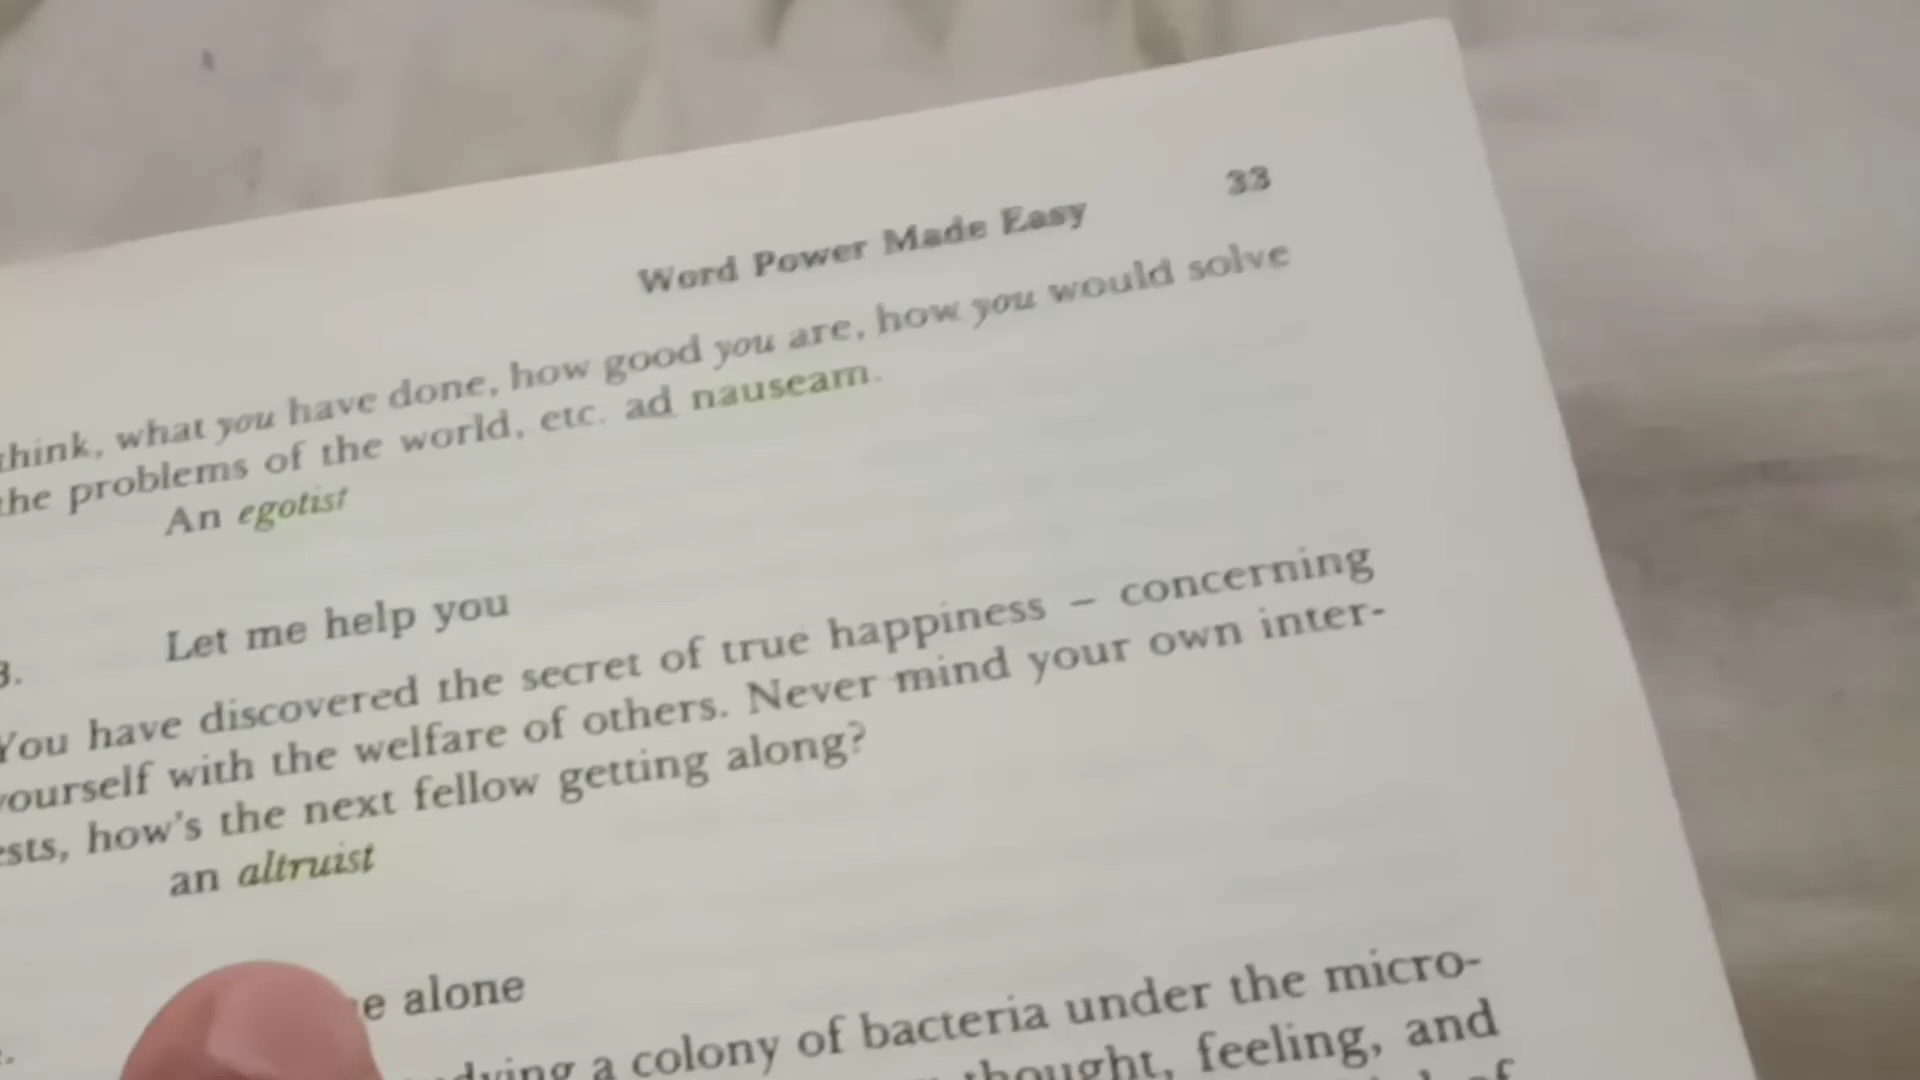 33
Word Power Made Easy
think, what you have done, how good you are, how you would solve
the problems of the world, etc. ad nauseam.
An egotist
3. Let me help you
You have discovered the secret of true happiness – concerning
yourself with the welfare of others. Never mind your own inter-
ests, how's the next fellow getting along?
an altruist
alone
a colony of bacteria under the micro-
thought, feeling, and
of